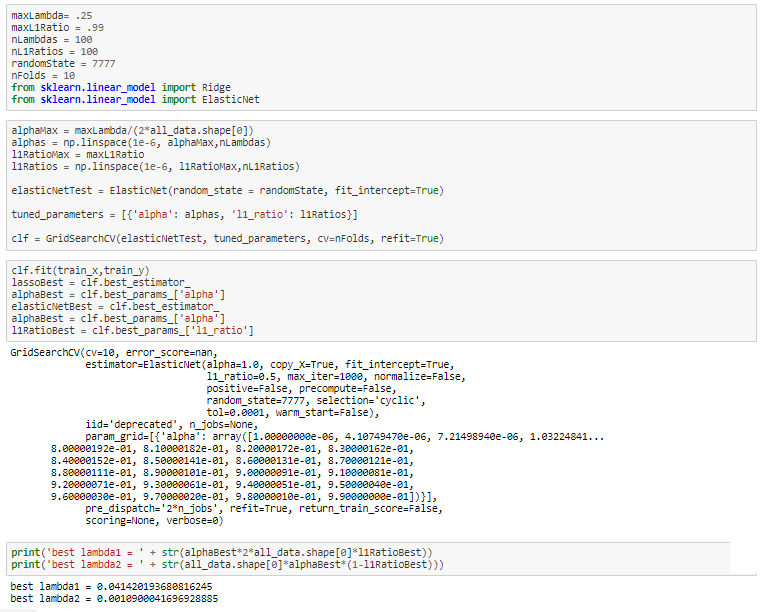 maxLambda= .25
maxL1Ratio = .99
nLambdas = 100
nL1Ratios = 100
randomState = 7777
nFolds = 10
from sklearn.linear_model import Ridge
from sklearn.linear_model import ElasticNet
alphaMax = maxLambda/(2*all_data.shape[0])
alphas = np.linspace(1e-6, alphaMax,nLambdas)
l1RatioMax = maxL1Ratio
l1Ratios = np.linspace(1e-6, l1RatioMax,nL1Ratios)
elasticNetTest = ElasticNet(random_state = randomState, fit_intercept=True)
tuned_parameters = [{'alpha': alphas, 'l1_ratio': l1Ratios}]
clf = GridSearchCV(elasticNetTest, tuned_parameters, cv=nFolds, refit=True)
clf.fit(train_x,train_y)
lassoBest = clf.best_estimator_
alphaBest = clf.best_params_['alpha']
elasticNetBest = clf.best_estimator_
alphaBest = clf.best_params_['alpha']
l1RatioBest = clf.best_params_['l1_ratio']
GridSearchCV(cv=10, error_score=nan,
estimator=ElasticNet(alpha=1.0, copy_X=True, fit_intercept=True,
l1_ratio=0.5, max_iter=1000, normalize=False,
positive=False, precompute=False,
random_state=7777, selection='cyclic',
tol=0.0001, warm_start=False),
iid='deprecated', n_jobs=None,
param_grid=[{'alpha': array([1.00000000e-06, 4.10749470e-06, 7.21498940e-06, 1.03224841...
8.00000192e-01, 8.10000182e-01, 8.20000172e-01, 8.30000162e-01,
8.40000152e-01, 8.50000141e-01, 8.60000131e-01, 8.70000121e-01,
8.80000111e-01, 8.90000101e-01, 9.00000091e-01, 9.10000081e-01,
9.20000071e-01, 9.30000061e-01, 9.40000051e-01, 9.50000040e-01,
9.60000030e-01, 9.70000020e-01, 9.80000010e-01, 9.90000000e-01])}],
pre_dispatch='2*n_jobs', refit=True, return_train_score=False,
scoring=None, verbose=0)
print('best lambda1 = ' + str(alphaBest*2*all_data.shape[0]*l1RatioBest))
print('best lambda2 = ' + str(all_data.shape[0]*alphaBest*(1-l1RatioBest)))
best lambda1 = 0.041420193680816245
best lambda2 = 0.0010900041696928885